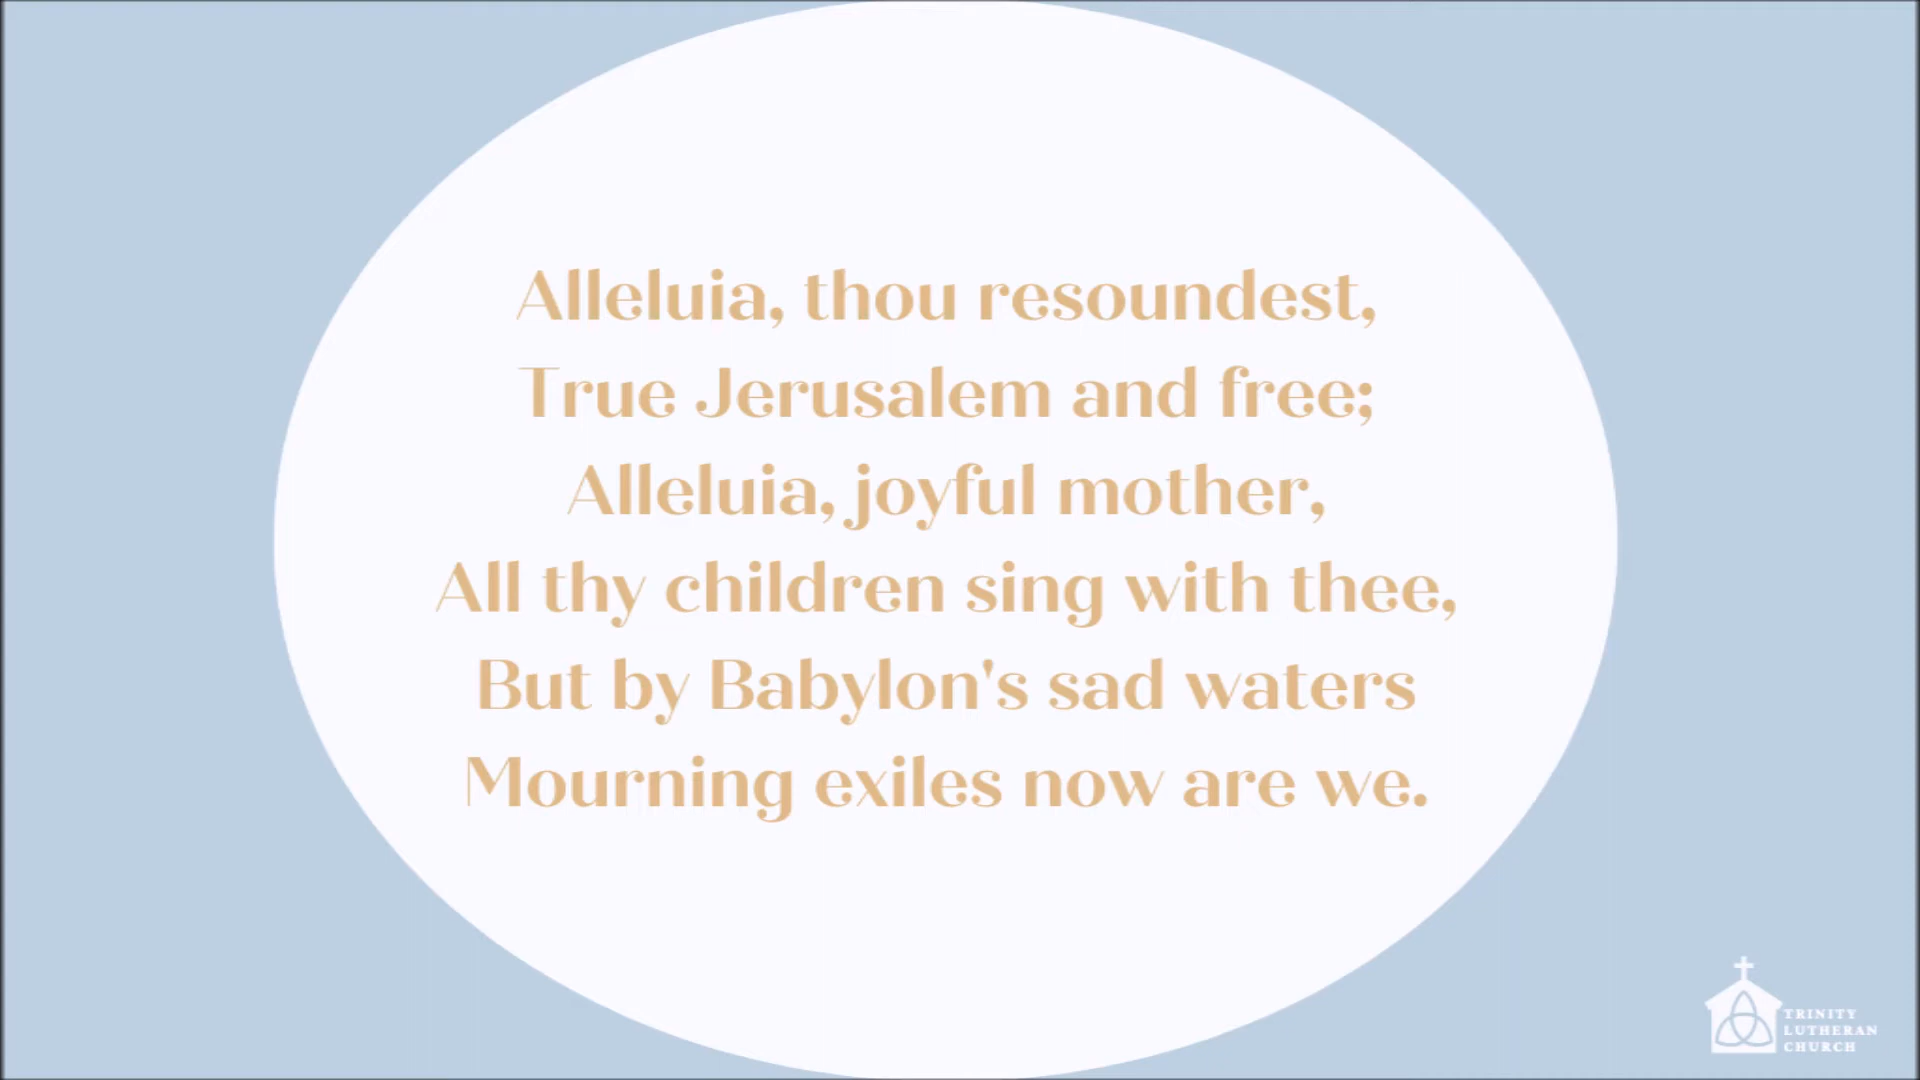 Alleluia, thou resoundest,
True Jerusalem and free;
Alleluia, joyful mother,
All thy children sing with thee,
But by Babylon's sad waters
Mourning exiles now are we.
TRINITY
LUTHERAN
CHURCH